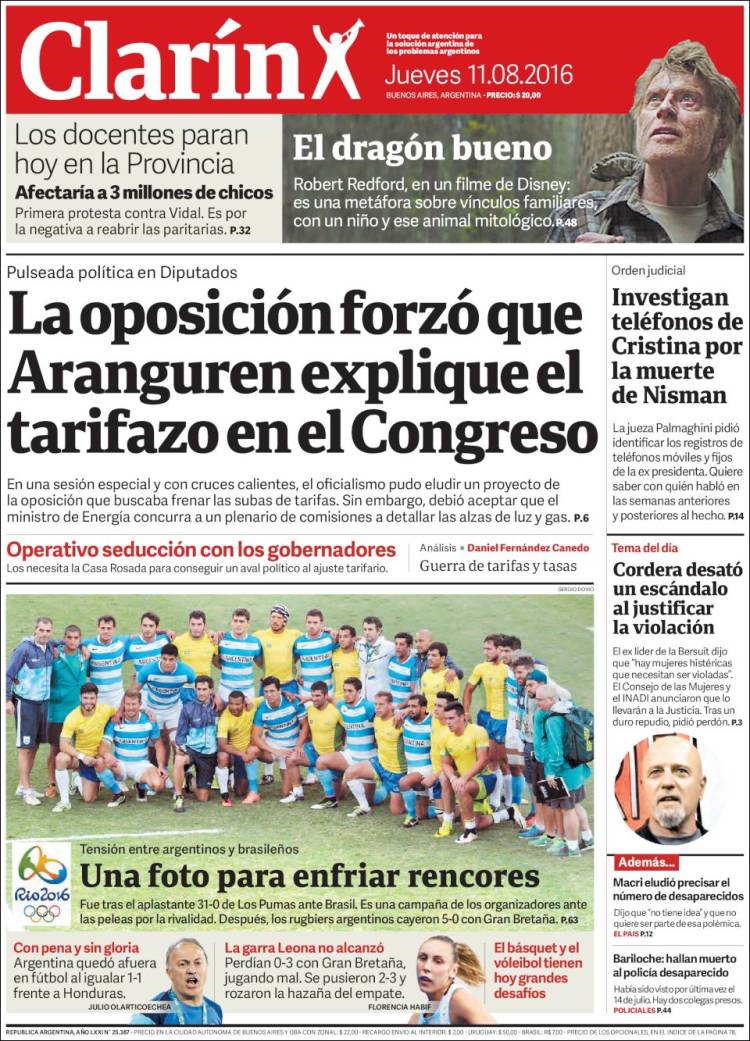 Clarín
Un toque de atención para
la solución argentina de
los problemas argentinos
Jueves 11.08.2016
BUENOS AIRES, ARGENTINA - PRECIO: $ 20,00
Los docentes paran
hoy en la Provincia
Afectaría a 3 millones de chicos
Primera protesta contra Vidal. Es por
la negativa a reabrir las paritarias. P.32
El dragón bueno
Robert Redford, en un filme de Disney:
es una metáfora sobre vínculos familiares,
con un niño y ese animal mitológico. P.48
Pulseada política en Diputados
La oposición forzó que
Aranguren explique el
tarifazo en el Congreso
En una sesión especial y con cruces calientes, el oficialismo pudo eludir un proyecto de
la oposición que buscaba frenar las subas de tarifas. Sin embargo, debió aceptar que el
ministro de Energía concurra a un plenario de comisiones a detallar las alzas de luz y gas. P.6
Operativo seducción con los gobernadores
Los necesita la Casa Rosada para conseguir un aval político al ajuste tarifario.
Análisis • Daniel Fernández Canedo
Guerra de tarifas y tasas
Orden judicial
Investigan
teléfonos de
Cristina por
la muerte
de Nisman
La jueza Palmaghini pidió
identificar los registros de
teléfonos móviles y fijos
de la ex presidenta. Quiere
saber con quién habló en
las semanas anteriores
y posteriores al hecho. P.14
Tema del día
Cordera desató
un escándalo
al justificar
la violación
El ex líder de la Bersuit dijo
que "hay mujeres histéricas
que necesitan ser violadas".
El Consejo de las Mujeres y
el INADI anunciaron que lo
llevarán a la Justicia. Tras un
duro repudio, pidió perdón. P.3
SERGIO DOVIO
ARGENTINA
Rio2016
Tensión entre argentinos y brasileños
Una foto para enfriar rencores
Fue tras el aplastante 31-0 de Los Pumas ante Brasil. Es una campaña de los organizadores ante
las peleas por la rivalidad. Después, los rugbiers argentinos cayeron 5-0 con Gran Bretaña. P.63
Con pena y sin gloria
Argentina quedó afuera
en fútbol al igualar 1-1
frente a Honduras.
JULIO OLARTICOECHEA
La garra Leona no alcanzó
Perdían 0-3 con Gran Bretaña,
jugando mal. Se pusieron 2-3 y
rozaron la hazaña del empate.
FLORENCIA HABIF
El básquet y el
vóleibol tienen
hoy grandes
desafíos
Además...
Macri eludió precisar el
número de desaparecidos
Dijo que "no tiene idea" y que no
quiere ser parte de esa polémica.
EL PAIS P.12
Bariloche: hallan muerto
al policía desaparecido
Había sido visto por última vez el
14 de julio. Hay dos colegas presos.
POLICIALES P.44
REPUBLICA ARGENTINA, AÑO LXXI N° 25.387 - PRECIO EN LA CIUDAD AUTONOMA DE BUENOS AIRES Y GBA CON ZONAL: $ 22,00 - RECARGO ENVIO AL INTERIOR: $ 2,00 - URUGUAY: $ 50,00 - BRASIL: R$ 7,00 - PRECIO DE LOS OPCIONALES, EN EL INDICE DE LA PAGINA 78.